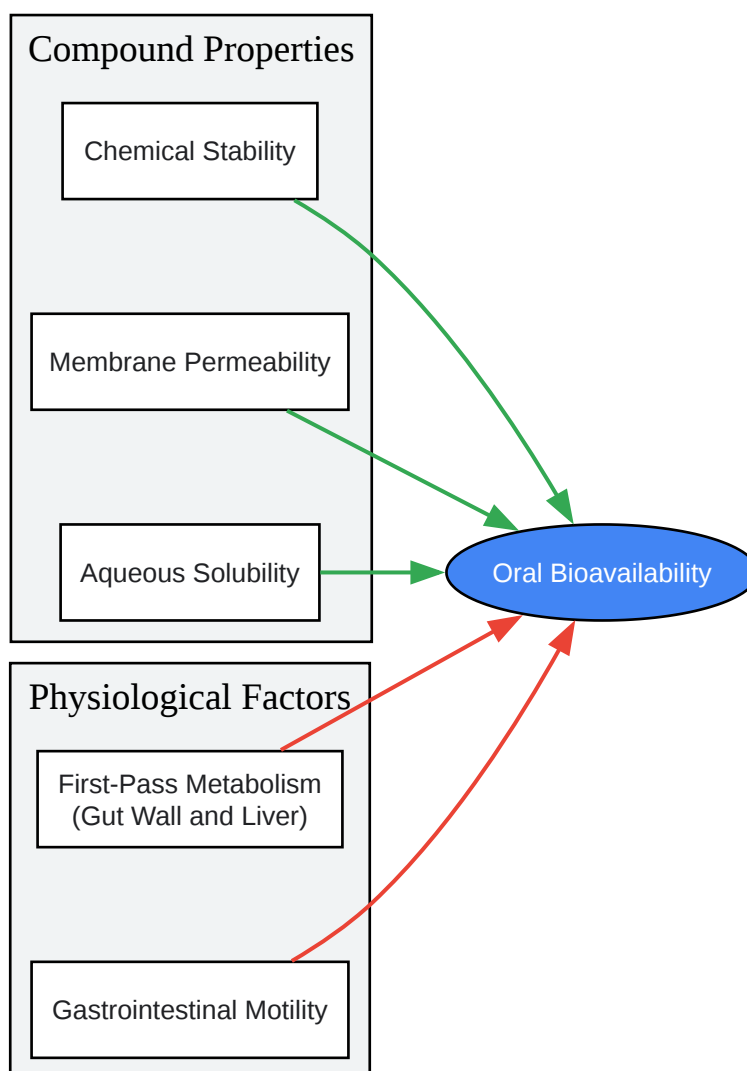 Compound Properties
Chemical Stability
Membrane Permeability
Aqueous Solubility
Oral Bioavailability
Physiological Factors
First-Pass Metabolism
(Gut Wall and Liver)
Gastrointestinal Motility